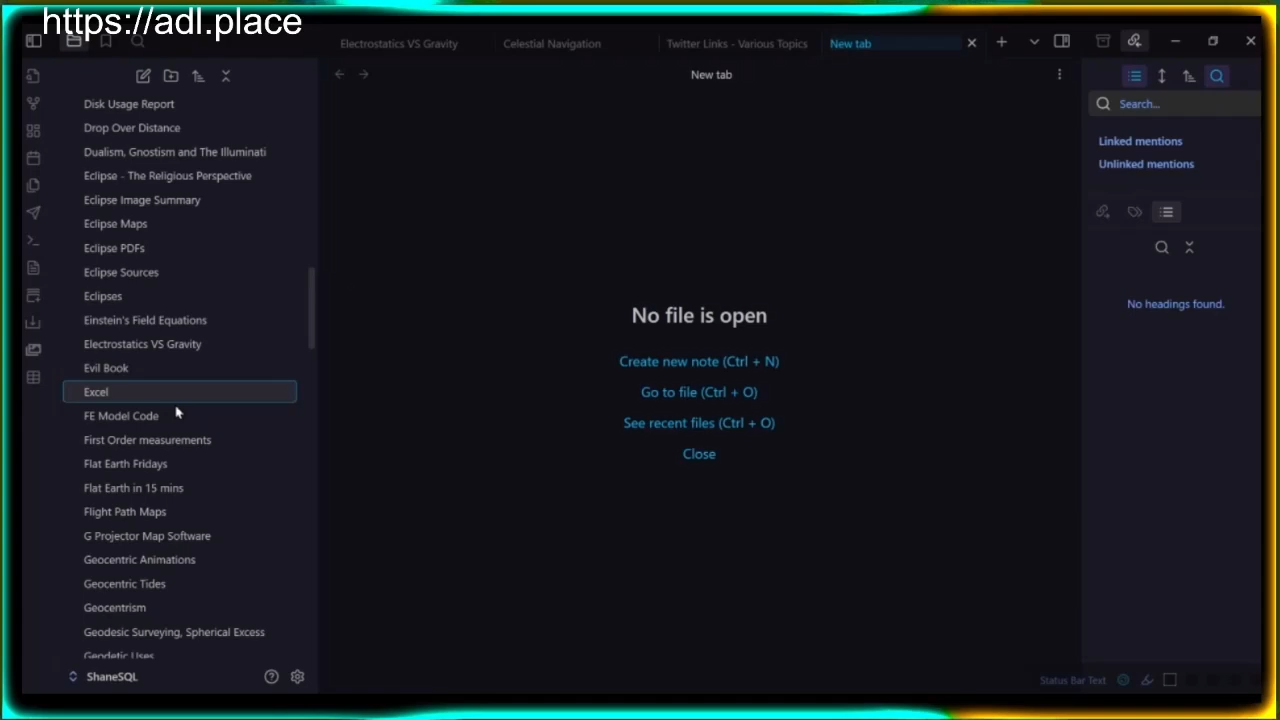 https://adl.place
Electrostatics VS Gravity
Celestial Navigation
Twitter Links - Various Topics
New tab
New tab
Disk Usage Report
Drop Over Distance
Dualism, Gnostism and The Illuminati
Eclipse - The Religious Perspective
Eclipse Image Summary
Eclipse Maps
Eclipse PDFs
Eclipse Sources
Eclipses
Einstein's Field Equations
Electrostatics VS Gravity
Evil Book
Excel
FE Model Code
First Order measurements
Flat Earth Fridays
Flat Earth in 15 mins
Flight Path Maps
G Projector Map Software
Geocentric Animations
Geocentric Tides
Geocentrism
Geodesic Surveying, Spherical Excess
Geodetic Uses
ShaneSQL
No file is open
Create new note (Ctrl + N)
Go to file (Ctrl + O)
See recent files (Ctrl + O)
Close
Search...
Linked mentions
Unlinked mentions
No headings found.
Status Bar Text